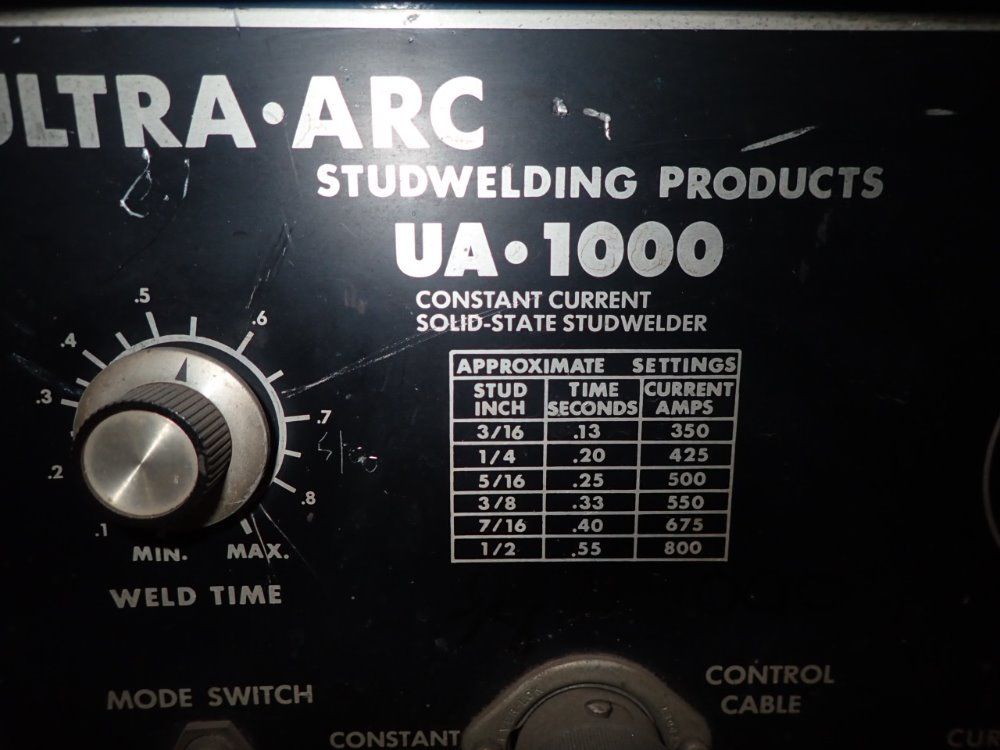 ULTRA•ARC
STUDWELDING PRODUCTS
UA•1000
CONSTANT CURRENT
SOLID-STATE STUDWELDER
.1
.2
.3
.4
.5
.6
.7
.8
MIN. MAX.
WELD TIME
APPROXIMATE SETTINGS
STUD INCH TIME SECONDS CURRENT AMPS
3/16 .13 350
1/4 .20 425
5/16 .25 500
3/8 .33 550
7/16 .40 675
1/2 .55 800
MODE SWITCH
CONSTANT
CONTROL
CABLE